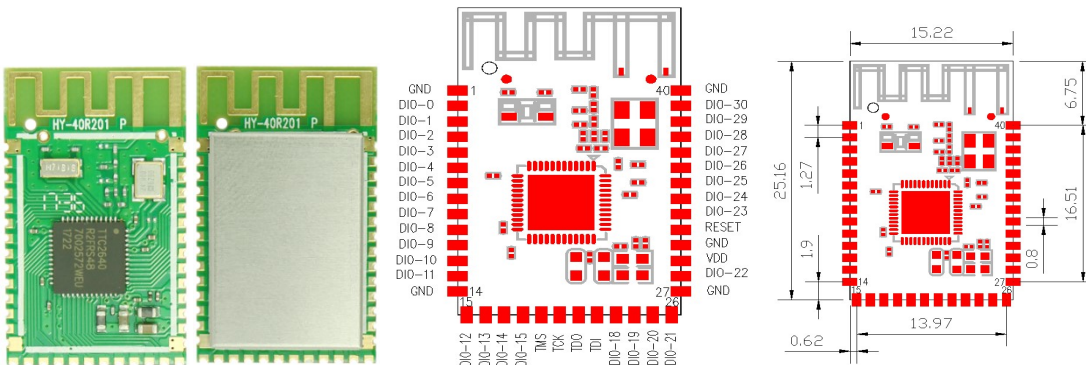 HY-40R201 P
TTC2640
R2FRS48
7002572WEU
1722
HY-40R201 P
1
40
GND
DIO-0
DIO-1
DIO-2
DIO-3
DIO-4
DIO-5
DIO-6
DIO-7
DIO-8
DIO-9
DIO-10
DIO-11
GND
14
15
DIO-12
DIO-13
DIO-14
DIO-15
TMS
TCK
TDO
TDI
DIO-18
DIO-19
DIO-20
DIO-21
26
27
GND
DIO-30
DIO-29
DIO-28
DIO-27
DIO-26
DIO-25
DIO-24
DIO-23
RESET
GND
VDD
DIO-22
GND
15.22
6.75
25.16
1
40
1.27
16.51
1.9
0.8
14
27
15
26
13.97
0.62